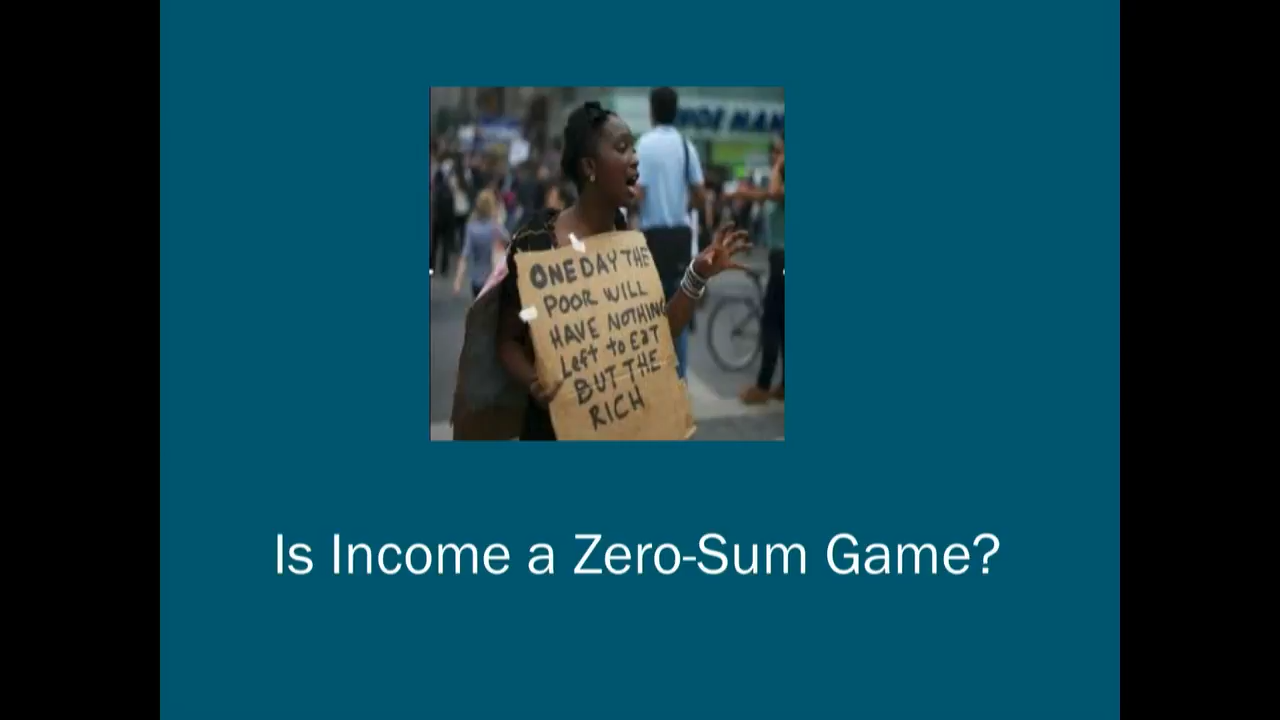 ONE DAY THE
POOR WILL
HAVE NOTHING
Left to EaT
BUT THE
RICH
Is Income a Zero-Sum Game?